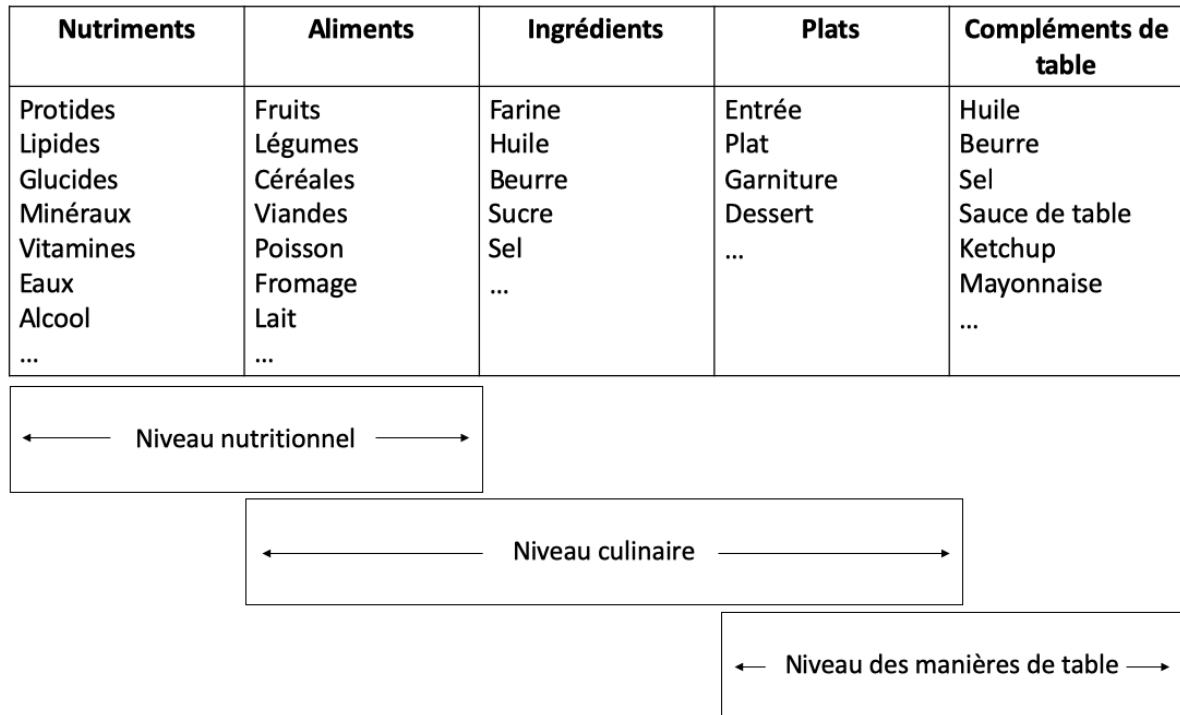 Nutriments
Aliments
Ingrédients
Plats
Compléments de
table
Protides
Lipides
Glucides
Minéraux
Vitamines
Eaux
Alcool
...
Fruits
Légumes
Céréales
Viandes
Poisson
Fromage
Lait
...
Farine
Huile
Beurre
Sucre
Sel
...
Entrée
Plat
Garniture
Dessert
...
Huile
Beurre
Sel
Sauce de table
Ketchup
Mayonnaise
...
Niveau nutritionnel
Niveau culinaire
Niveau des manières de table